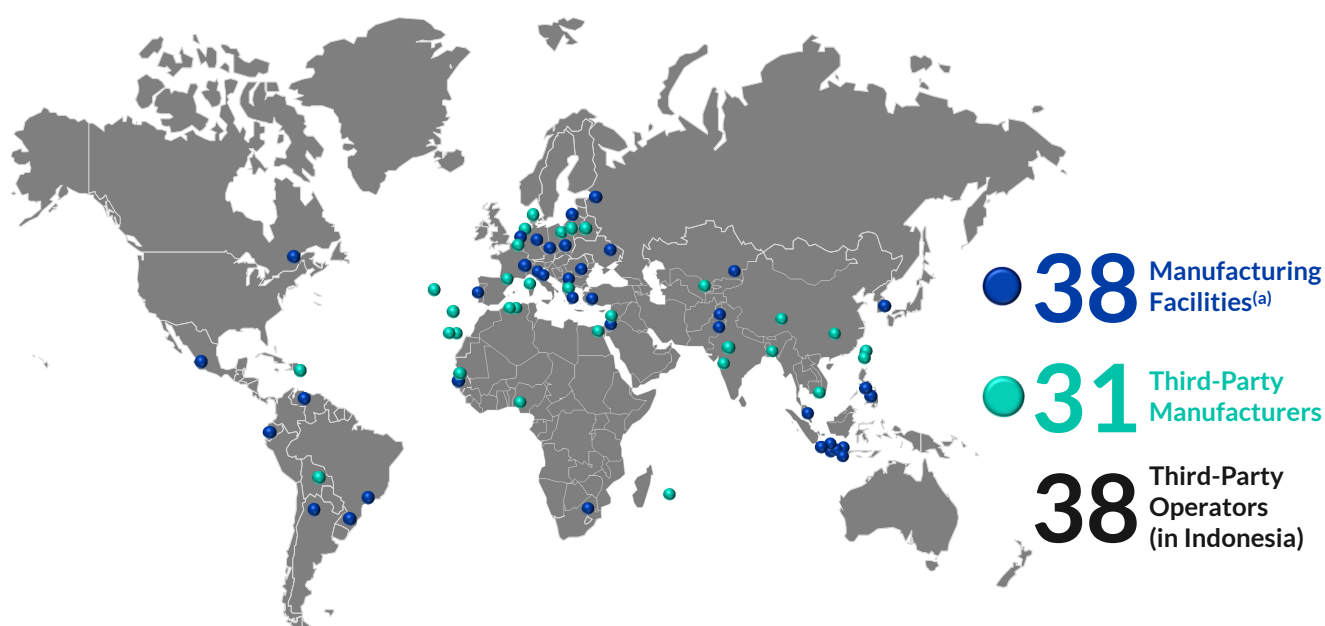 38 Manufacturing
Facilities(a)
31 Third-Party
Manufacturers
38 Third-Party
Operators
(in Indonesia)